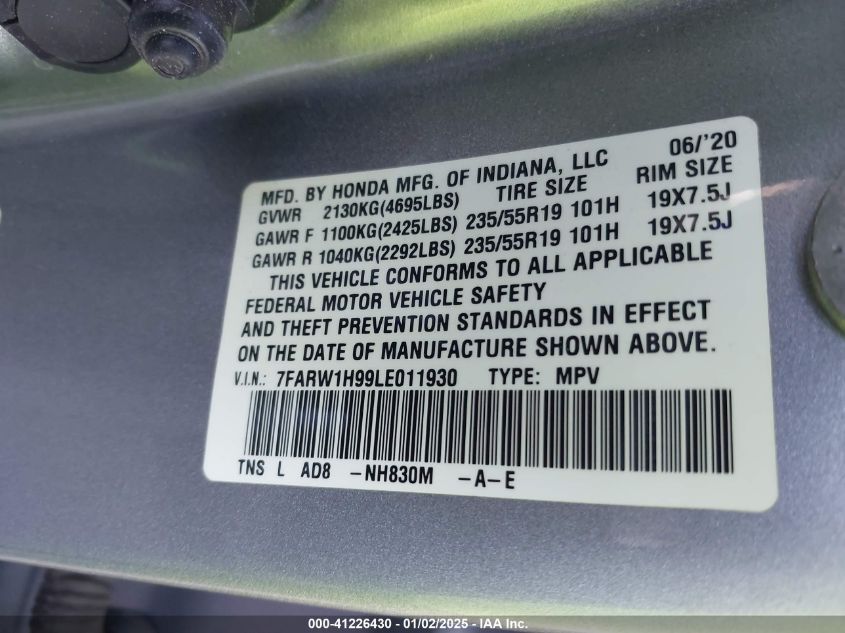 06/'20
MFD. BY HONDA MFG. OF INDIANA, LLC
GVWR 2130KG(4695LBS) TIRE SIZE RIM SIZE
GAWR F 1100KG(2425LBS) 235/55R19 101H 19X7.5J
GAWR R 1040KG(2292LBS) 235/55R19 101H 19X7.5J
THIS VEHICLE CONFORMS TO ALL APPLICABLE
FEDERAL MOTOR VEHICLE SAFETY
AND THEFT PREVENTION STANDARDS IN EFFECT
ON THE DATE OF MANUFACTURE SHOWN ABOVE.
V.I.N.: 7FARW1H99LE011930 TYPE: MPV
TNS L AD8 -NH830M -A-E
000-41226430 - 01/02/2025 - IAA Inc.